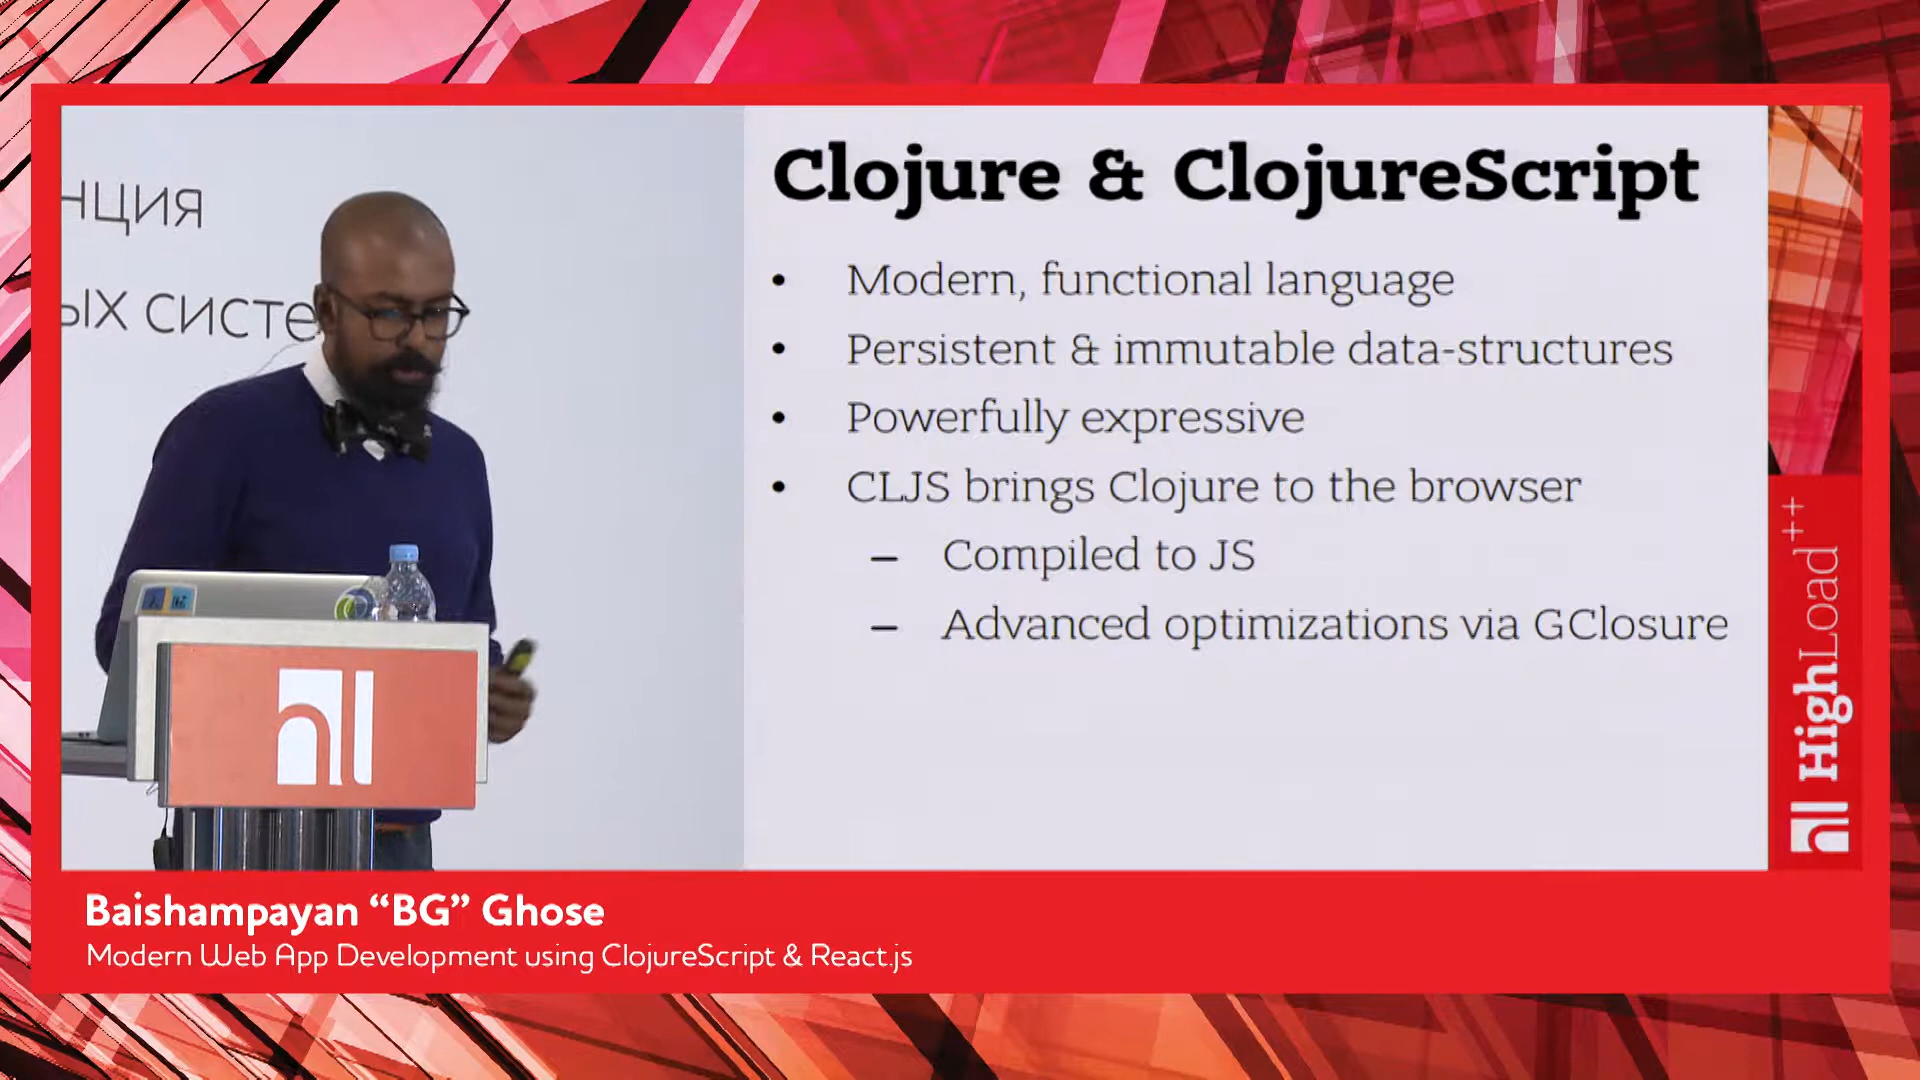 нция
ых систе
Clojure & ClojureScript
• Modern, functional language
• Persistent & immutable data-structures
• Powerfully expressive
• CLJS brings Clojure to the browser
– Compiled to JS
– Advanced optimizations via GClosure
HighLoad++
Baishampayan “BG” Ghose
Modern Web App Development using ClojureScript & React.js